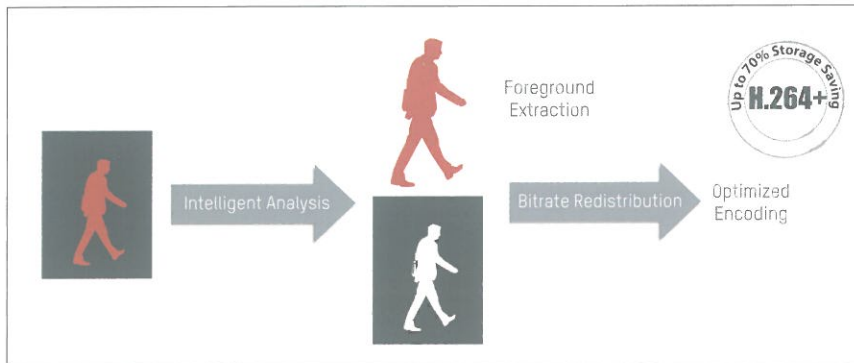 Up to 70% Storage Saving
H.264+
Foreground
Extraction
Intelligent Analysis
Bitrate Redistribution
Optimized
Encoding